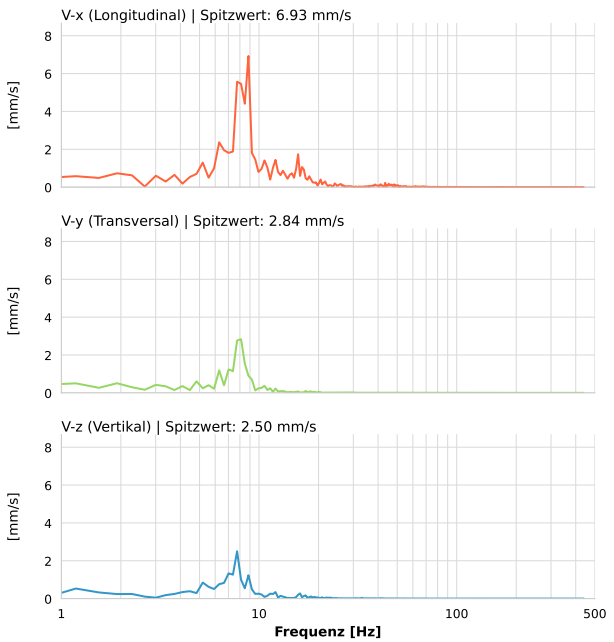 V-x (Longitudinal) | Spitzwert: 6.93 mm/s
8
6
4
2
0
[mm/s]
V-y (Transversal) | Spitzwert: 2.84 mm/s
8
6
4
2
0
[mm/s]
V-z (Vertikal) | Spitzwert: 2.50 mm/s
8
6
4
2
0
[mm/s]
1 10 100 500
Frequenz [Hz]